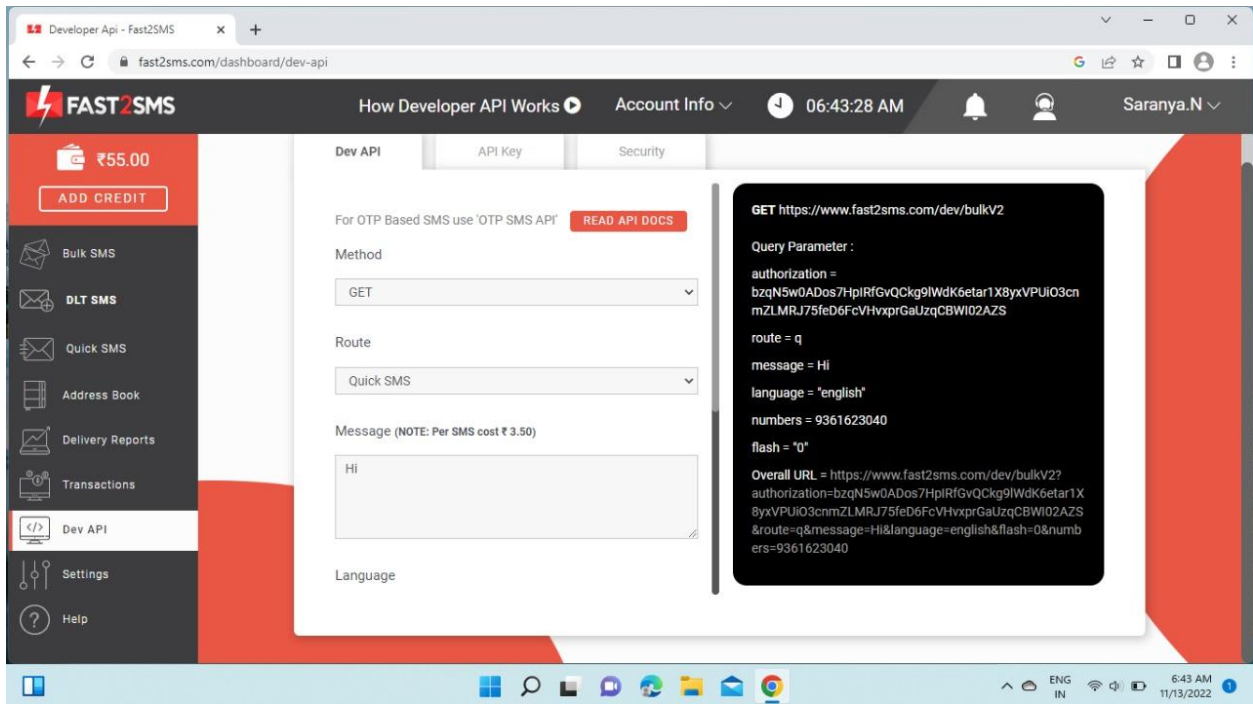 Developer Api - Fast2SMS
fast2sms.com/dashboard/dev-api
FAST2SMS
How Developer API Works
Account Info
06:43:28 AM
Saranya.N
₹55.00
ADD CREDIT
Bulk SMS
DLT SMS
Quick SMS
Address Book
Delivery Reports
Transactions
Dev API
Settings
Help
Dev API
API Key
Security
For OTP Based SMS use 'OTP SMS API'
READ API DOCS
Method
GET
Route
Quick SMS
Message (NOTE: Per SMS cost ₹ 3.50)
Hi
Language
GET https://www.fast2sms.com/dev/bulkV2
Query Parameter :
authorization =
bzqN5w0ADos7HpIRfGvQCkg9lWdK6etar1X8yxVPUiO3cn
mZLMRJ75feD6FcVHvxprGaUzqCBWI02AZS
route = q
message = Hi
language = "english"
numbers = 9361623040
flash = "0"
Overall URL = https://www.fast2sms.com/dev/bulkV2?
authorization=bzqN5w0ADos7HpIRfGvQCkg9lWdK6etar1X
8yxVPUiO3cnmZLMRJ75feD6FcVHvxprGaUzqCBWI02AZS
&route=q&message=Hi&language=english&flash=0&numb
ers=9361623040
ENG
IN
6:43 AM
11/13/2022
1